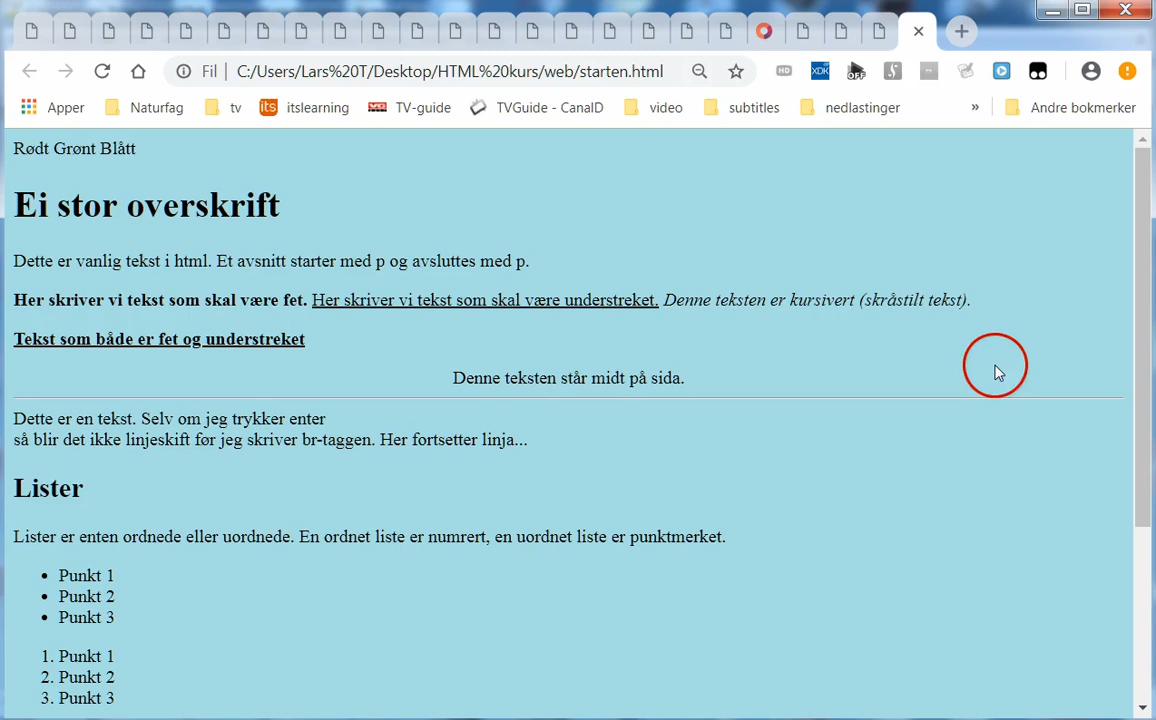 Fil C:/Users/Lars%20T/Desktop/HTML%20kurs/web/starten.html HD XDK OFF
Apper Naturfag tv its itslearning TV-guide TVGuide - CanalD video subtitles nedlastinger » Andre bokmerker
Rødt Grønt Blått
Ei stor overskrift
Dette er vanlig tekst i html. Et avsnitt starter med p og avsluttes med p.
Her skriver vi tekst som skal være fet. Her skriver vi tekst som skal være understreket. Denne teksten er kursivert (skråstilt tekst).
Tekst som både er fet og understreket
Denne teksten står midt på sida.
Dette er en tekst. Selv om jeg trykker enter
så blir det ikke linjeskift før jeg skriver br-taggen. Her fortsetter linja...
Lister
Lister er enten ordnede eller uordnede. En ordnet liste er numrert, en uordnet liste er punktmerket.
• Punkt 1
• Punkt 2
• Punkt 3
1. Punkt 1
2. Punkt 2
3. Punkt 3